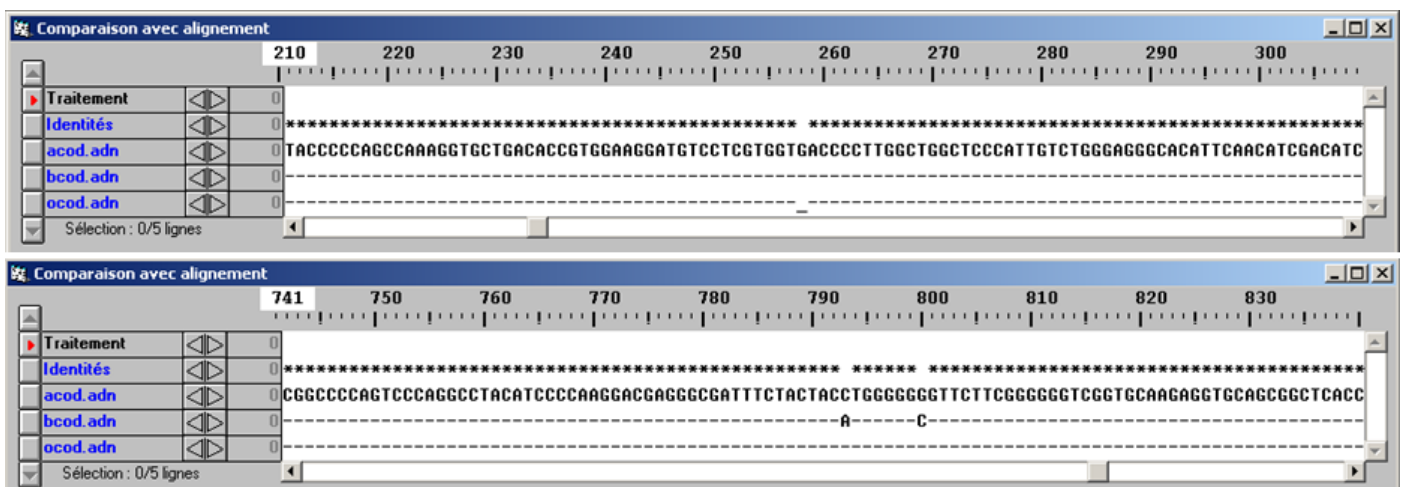 Comparaison avec alignement
210 220 230 240 250 260 270 280 290 300
Traitement 0
Identités 0 *********************************************** ***************************************************
acod.adn 0 TACCCCCAGCCAAAGGTGCTGACACCGTGGAAGGATGTCCTCGTGGTGACCCCTTGGCTGGCTCCCATTGTCTGGGAGGGCACATTCAACATCGACATC
bcod.adn 0 ---------------------------------------------------------------------------------------------------
ocod.adn 0 -----------------------------------------------_---------------------------------------------------
Sélection : 0/5 lignes
Comparaison avec alignement
741 750 760 770 780 790 800 810 820 830
Traitement 0
Identités 0 *************************************************** ****** ****************************************
acod.adn 0 CGGCCCCAGTCCCAGGCCTACATCCCCAAGGACGAGGGCGATTTCTACTACCTGGGGGGGTTCTTCGGGGGGTCGGTGCAAGAGGTGCAGCGGCTCACC
bcod.adn 0 ---------------------------------------------------A------C----------------------------------------
ocod.adn 0 ---------------------------------------------------------------------------------------------------
Sélection : 0/5 lignes